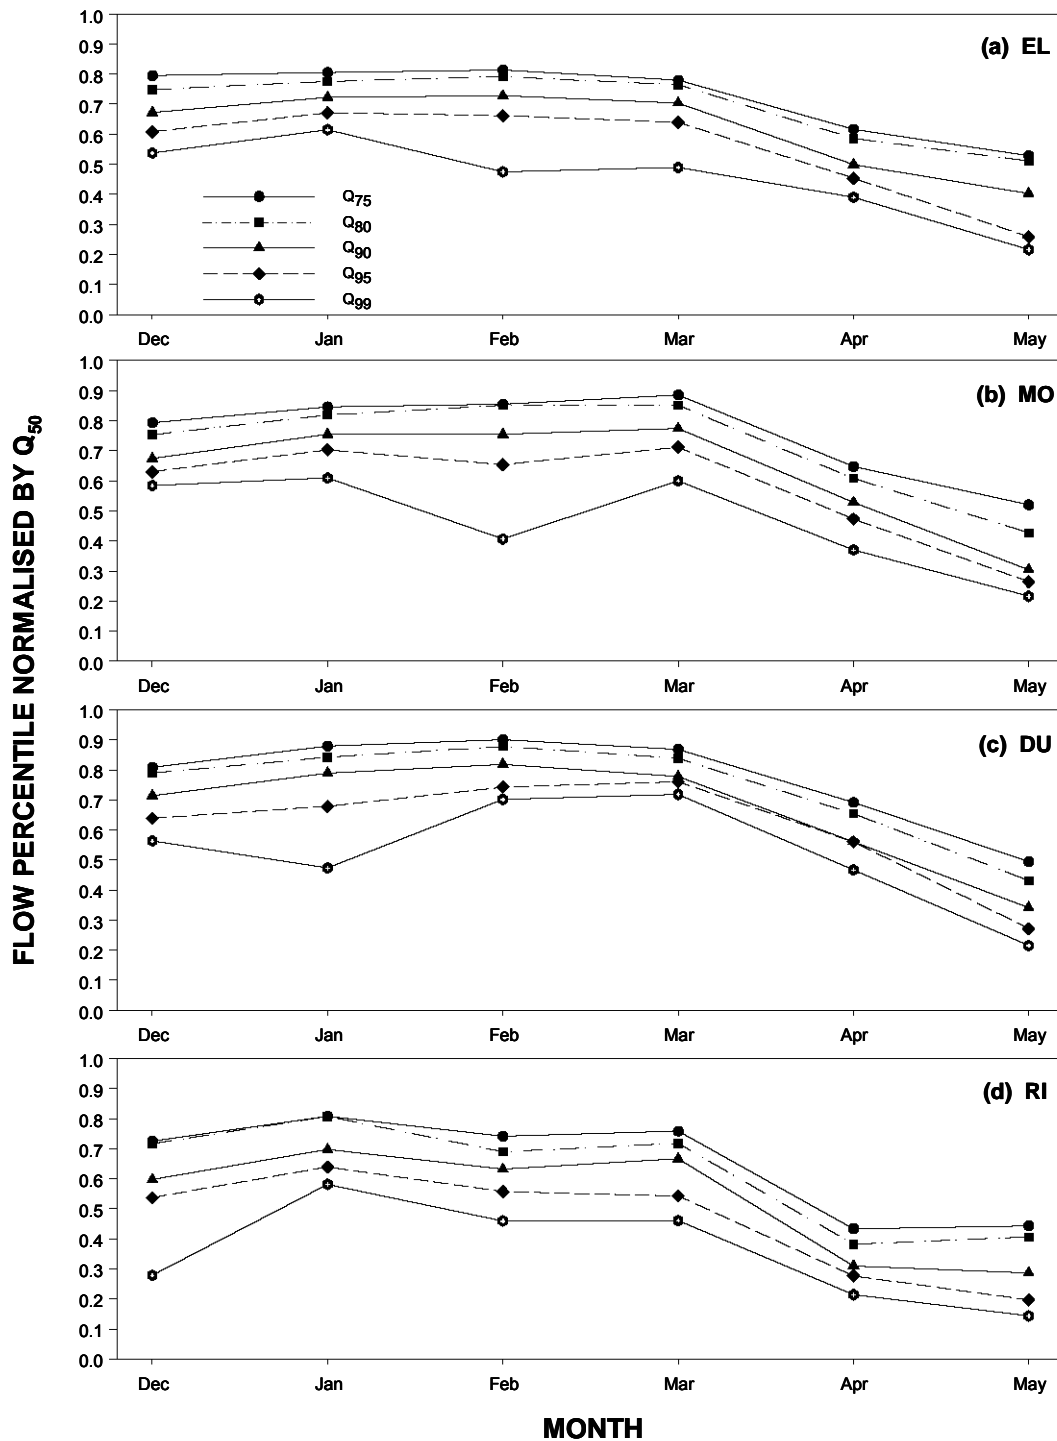 FLOW PERCENTILE NORMALISED BY Q50
1.0
(a) EL
0.9
0.8
0.7
0.6
0.5
0.4
0.3
0.2
0.1
0.0
Q75
Q80
Q90
Q95
Q99
Dec Jan Feb Mar Apr May
1.0
(b) MO
0.9
0.8
0.7
0.6
0.5
0.4
0.3
0.2
0.1
0.0
Dec Jan Feb Mar Apr May
1.0
(c) DU
0.9
0.8
0.7
0.6
0.5
0.4
0.3
0.2
0.1
0.0
Dec Jan Feb Mar Apr May
1.0
(d) RI
0.9
0.8
0.7
0.6
0.5
0.4
0.3
0.2
0.1
0.0
Dec Jan Feb Mar Apr May
MONTH